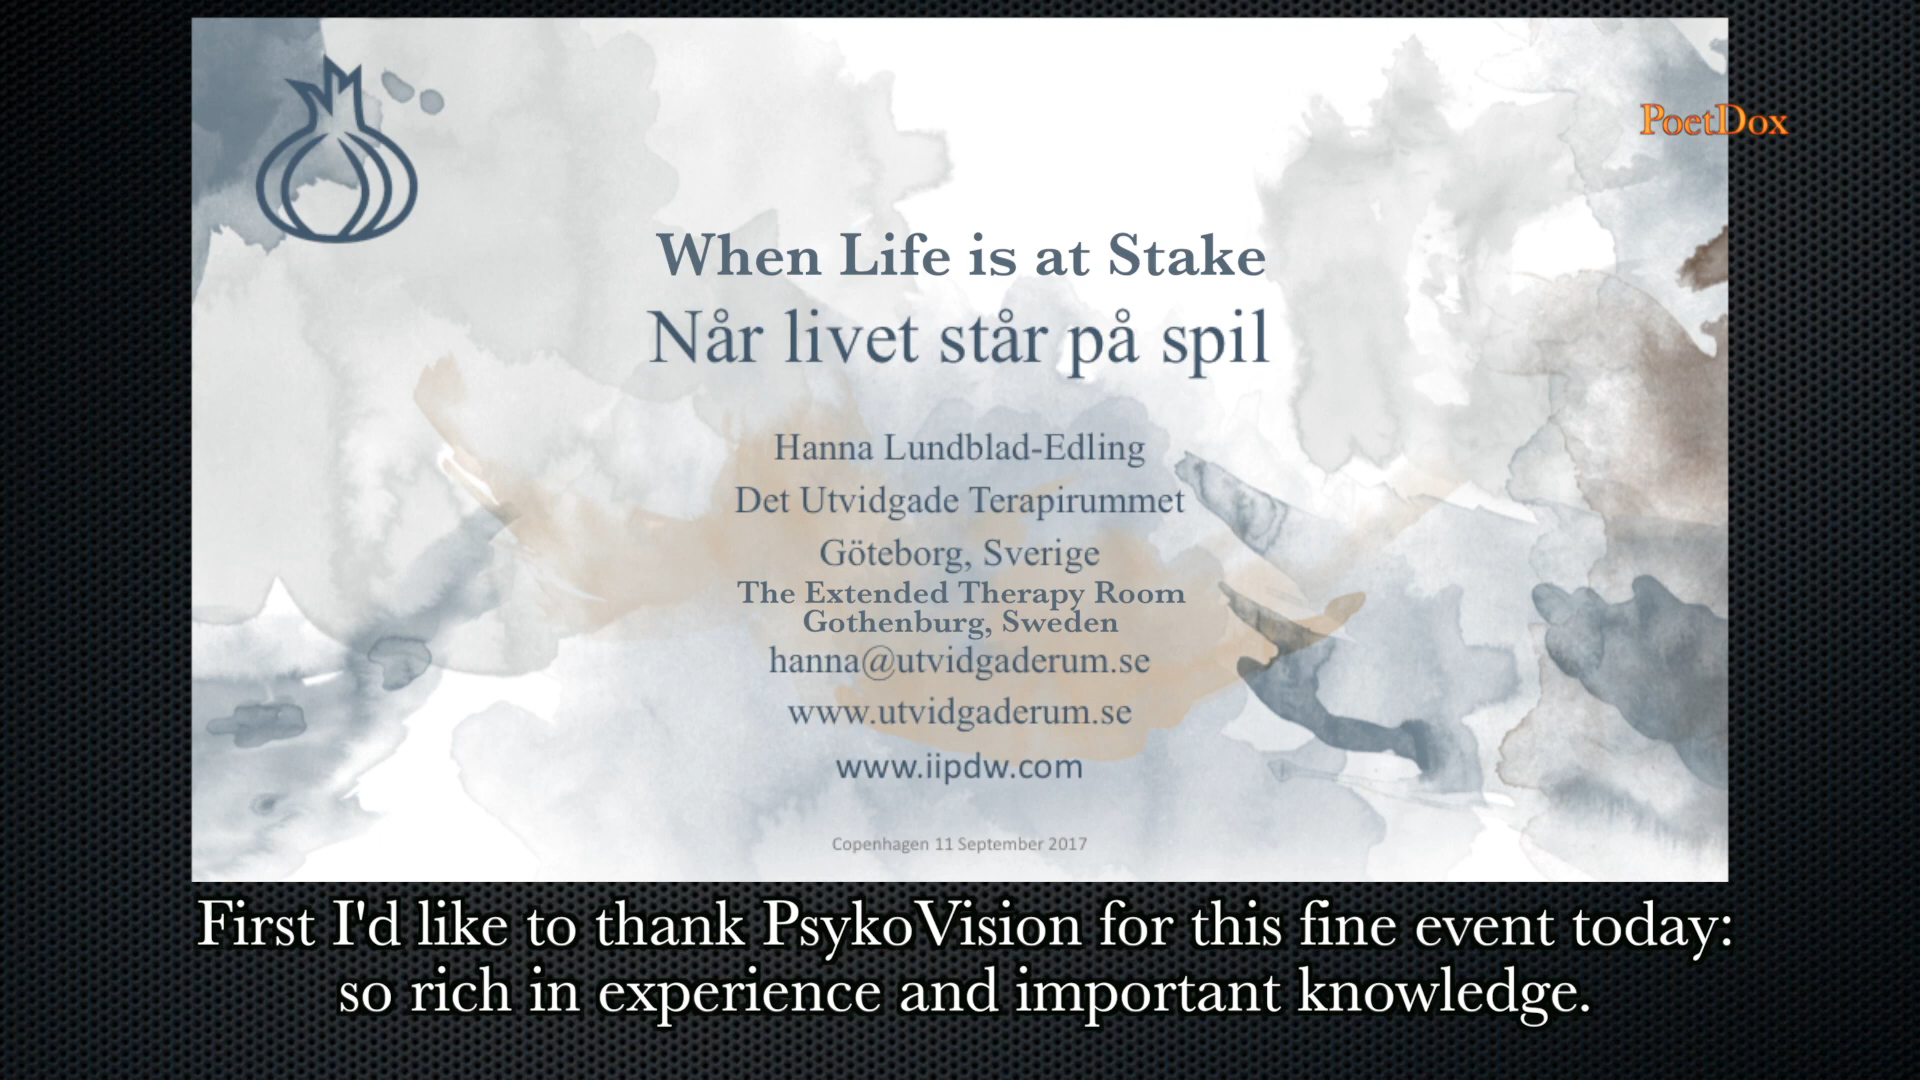 PoetDox
When Life is at Stake
Når livet står på spil
Hanna Lundblad-Edling
Det Utvidgade Terapirummet
Göteborg, Sverige
The Extended Therapy Room
Gothenburg, Sweden
hanna@utvidgaderum.se
www.utvidgaderum.se
www.iipdw.com
Copenhagen 11 September 2017
First I'd like to thank PsykoVision for this fine event today:
so rich in experience and important knowledge.